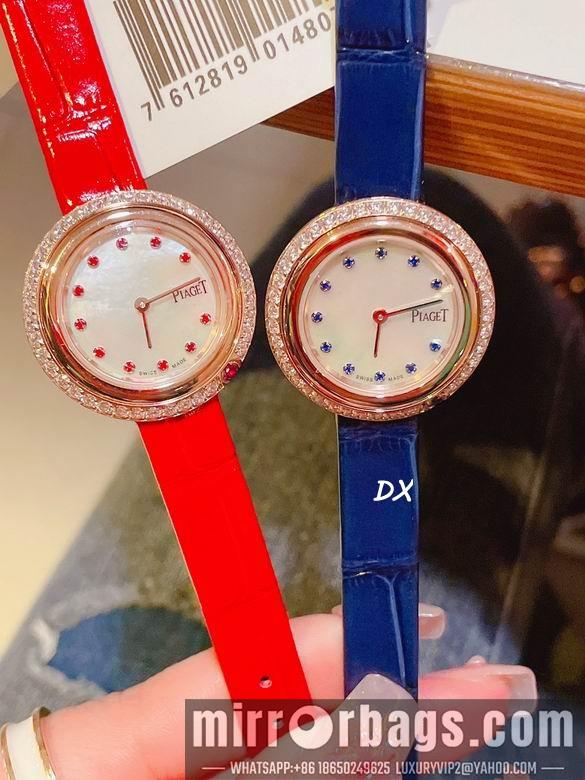 7 612819 01480
PIAGET
SWISS MADE
PIAGET
SWISS MADE
DX
mirrorbags.com
WHATSAPP:+86 18650249625 LUXURYVIP2@YAHOO.COM